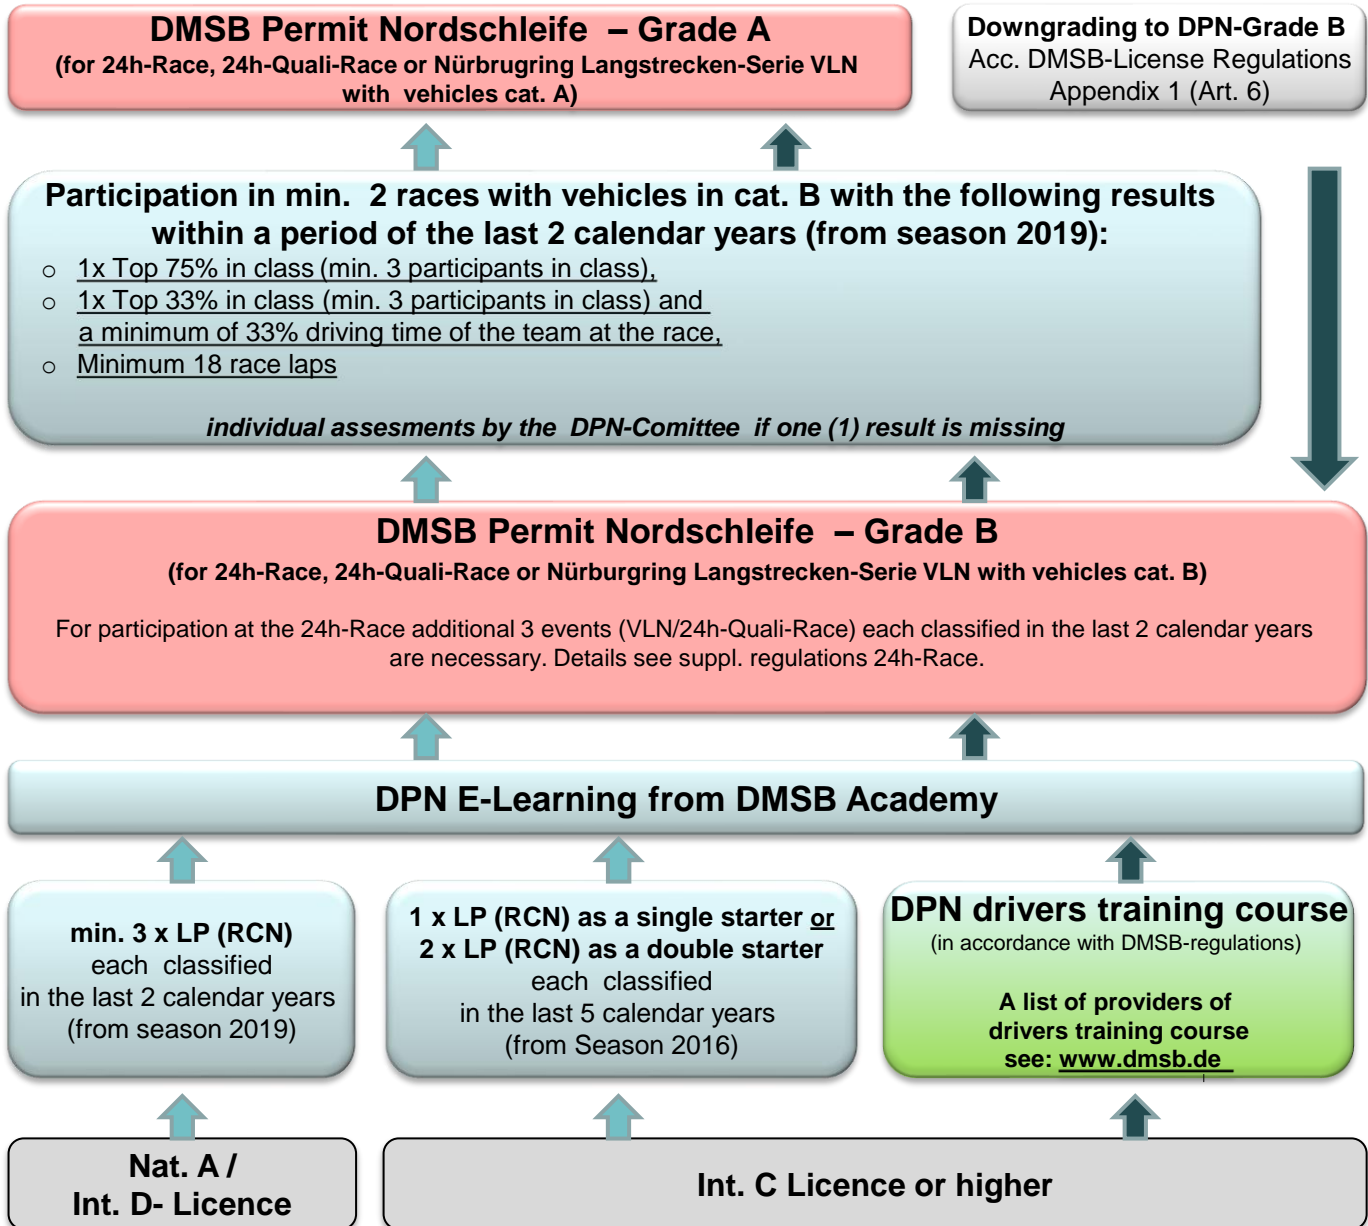 DMSB Permit Nordschleife – Grade A
(for 24h-Race, 24h-Quali-Race or Nürbrugring Langstrecken-Serie VLN
with vehicles cat. A)
Downgrading to DPN-Grade B
Acc. DMSB-License Regulations
Appendix 1 (Art. 6)
Participation in min. 2 races with vehicles in cat. B with the following results
within a period of the last 2 calendar years (from season 2019):
○ 1x Top 75% in class (min. 3 participants in class),
○ 1x Top 33% in class (min. 3 participants in class) and
a minimum of 33% driving time of the team at the race,
○ Minimum 18 race laps
individual assesments by the DPN-Comittee if one (1) result is missing
DMSB Permit Nordschleife – Grade B
(for 24h-Race, 24h-Quali-Race or Nürburgring Langstrecken-Serie VLN with vehicles cat. B)
For participation at the 24h-Race additional 3 events (VLN/24h-Quali-Race) each classified in the last 2 calendar years
are necessary. Details see suppl. regulations 24h-Race.
DPN E-Learning from DMSB Academy
min. 3 x LP (RCN)
each classified
in the last 2 calendar years
(from season 2019)
1 x LP (RCN) as a single starter or
2 x LP (RCN) as a double starter
each classified
in the last 5 calendar years
(from Season 2016)
DPN drivers training course
(in accordance with DMSB-regulations)
A list of providers of
drivers training course
see: www.dmsb.de
Nat. A /
Int. D- Licence
Int. C Licence or higher